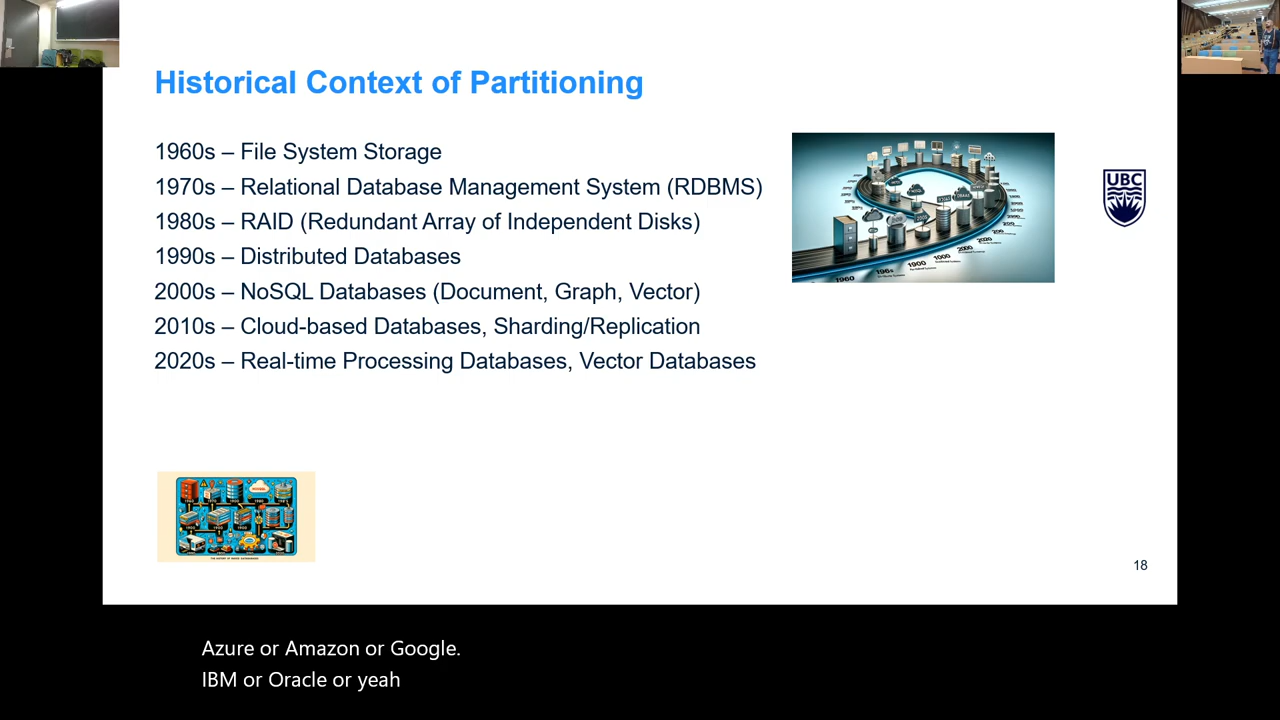 Historical Context of Partitioning
1960s – File System Storage
1970s – Relational Database Management System (RDBMS)
1980s – RAID (Redundant Array of Independent Disks)
1990s – Distributed Databases
2000s – NoSQL Databases (Document, Graph, Vector)
2010s – Cloud-based Databases, Sharding/Replication
2020s – Real-time Processing Databases, Vector Databases
UBC
18
Azure or Amazon or Google.
IBM or Oracle or yeah